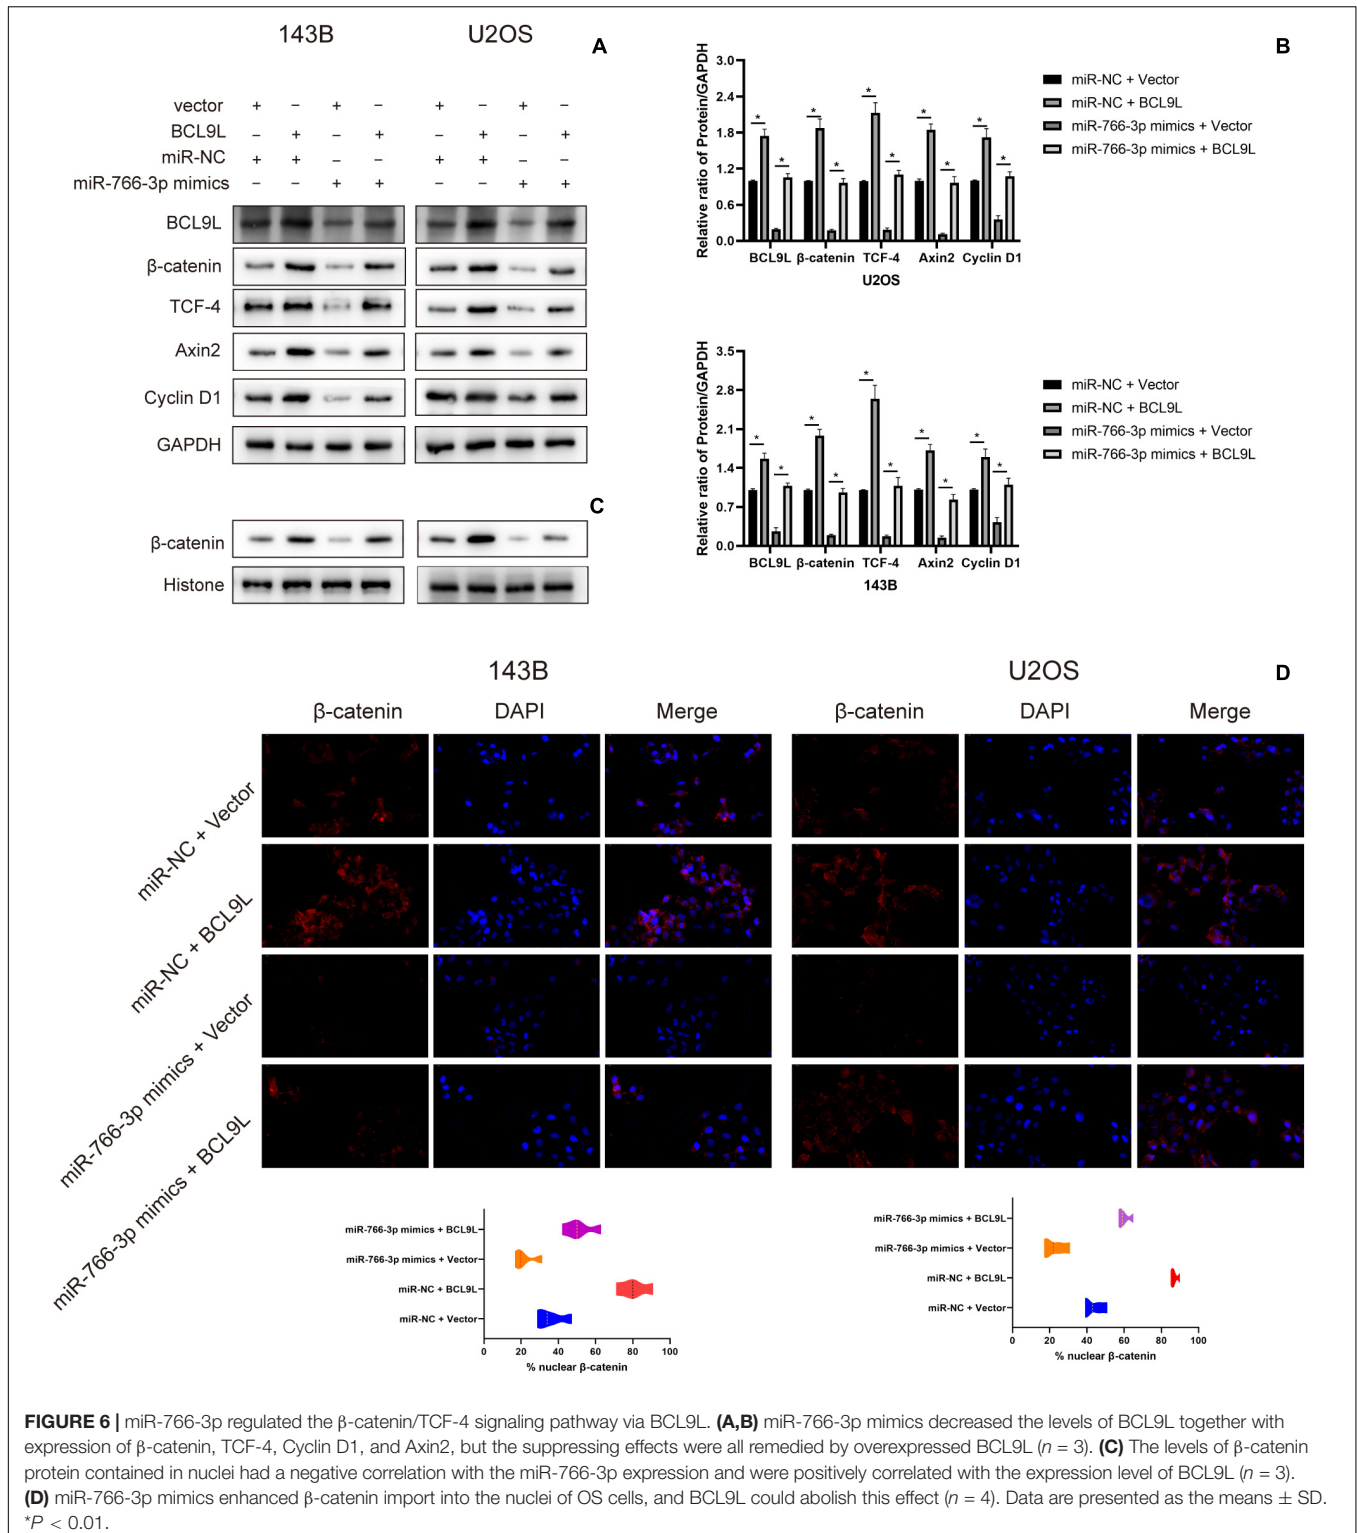 143B U2OS A
vector + − + − + − + −
BCL9L − + − + − + − +
miR-NC + + − − + + − −
miR-766-3p mimics − − + + − − + +
BCL9L
β-catenin
TCF-4
Axin2
Cyclin D1
GAPDH
C
β-catenin
Histone
B
Relative ratio of Protein/GAPDH
3.0
2.4
1.8
1.2
0.6
0.0
* * * * * * * * * *
BCL9L β-catenin TCF-4 Axin2 Cyclin D1
U2OS
miR-NC + Vector
miR-NC + BCL9L
miR-766-3p mimics + Vector
miR-766-3p mimics + BCL9L
Relative ratio of Protein/GAPDH
3.5
2.8
2.1
1.4
0.7
0.0
* * * * * * * * * *
BCL9L β-catenin TCF-4 Axin2 Cyclin D1
143B
miR-NC + Vector
miR-NC + BCL9L
miR-766-3p mimics + Vector
miR-766-3p mimics + BCL9L
143B U2OS D
β-catenin DAPI Merge β-catenin DAPI Merge
miR-NC + Vector
miR-NC + BCL9L
miR-766-3p mimics + Vector
miR-766-3p mimics + BCL9L
miR-766-3p mimics + BCL9L
miR-766-3p mimics + Vector
miR-NC + BCL9L
miR-NC + Vector
0 20 40 60 80 100
% nuclear β-catenin
miR-766-3p mimics + BCL9L
miR-766-3p mimics + Vector
miR-NC + BCL9L
miR-NC + Vector
0 20 40 60 80 100
% nuclear β-catenin
FIGURE 6 | miR-766-3p regulated the β-catenin/TCF-4 signaling pathway via BCL9L. (A,B) miR-766-3p mimics decreased the levels of BCL9L together with
expression of β-catenin, TCF-4, Cyclin D1, and Axin2, but the suppressing effects were all remedied by overexpressed BCL9L (n = 3). (C) The levels of β-catenin
protein contained in nuclei had a negative correlation with the miR-766-3p expression and were positively correlated with the expression level of BCL9L (n = 3).
(D) miR-766-3p mimics enhanced β-catenin import into the nuclei of OS cells, and BCL9L could abolish this effect (n = 4). Data are presented as the means ± SD.
*P < 0.01.